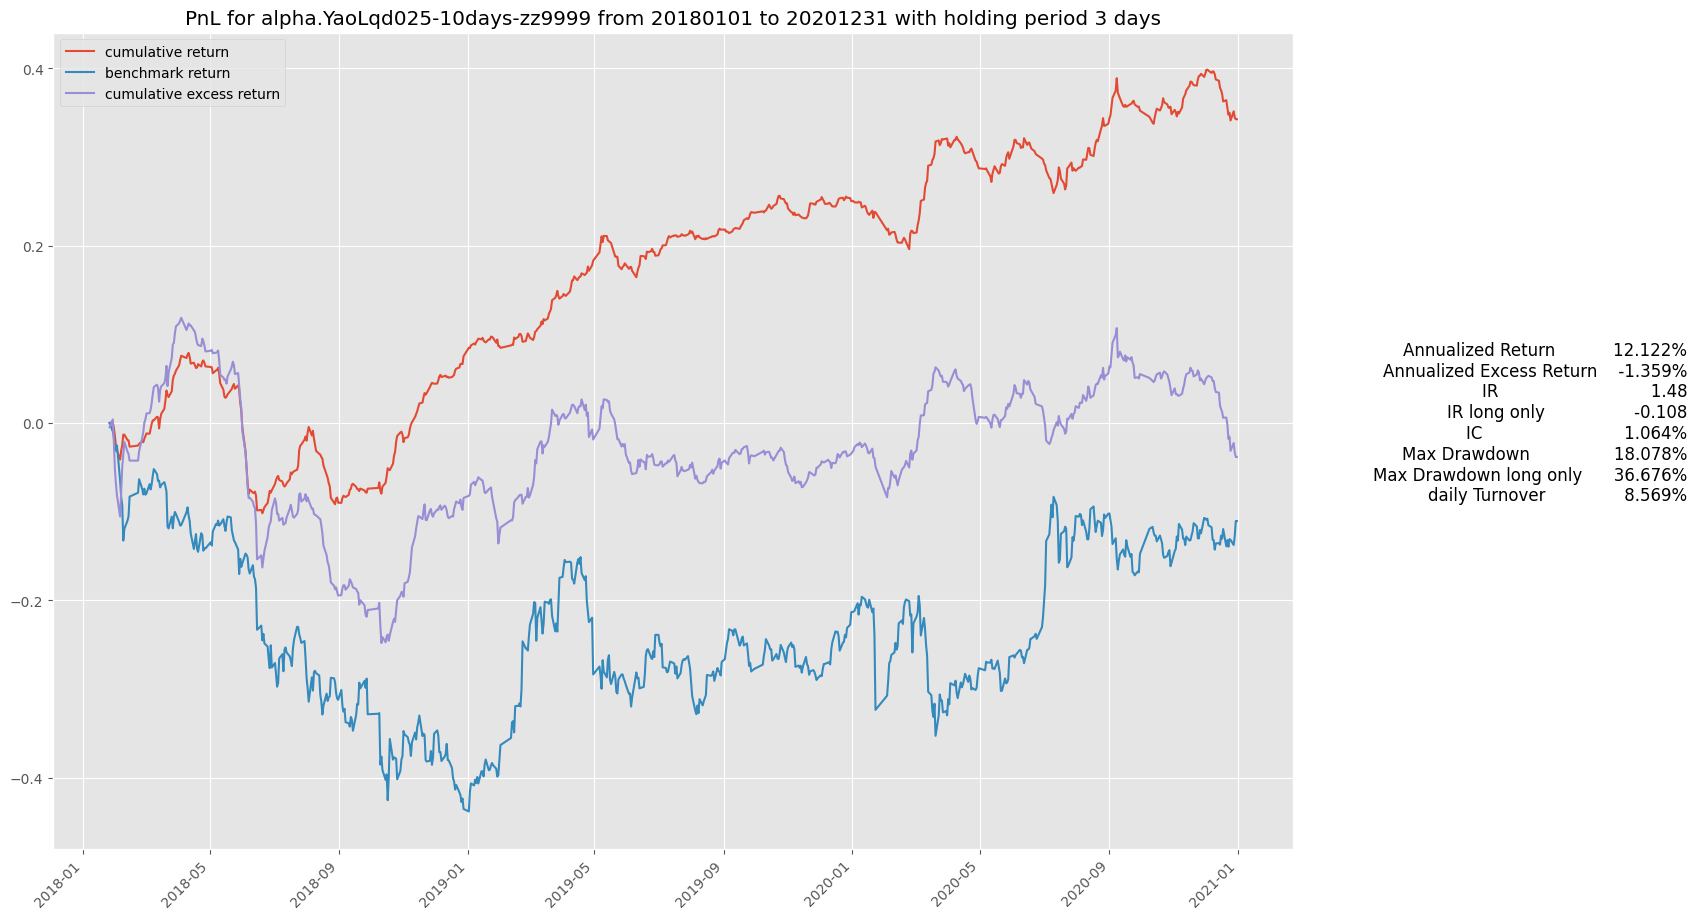 PnL for alpha.YaoLqd025-10days-zz9999 from 20180101 to 20201231 with holding period 3 days
cumulative return
benchmark return
cumulative excess return
0.4
0.2
0.0
−0.2
−0.4
2018-01
2018-05
2018-09
2019-01
2019-05
2019-09
2020-01
2020-05
2020-09
2021-01
Annualized Return 12.122%
Annualized Excess Return -1.359%
IR 1.48
IR long only -0.108
IC 1.064%
Max Drawdown 18.078%
Max Drawdown long only 36.676%
daily Turnover 8.569%